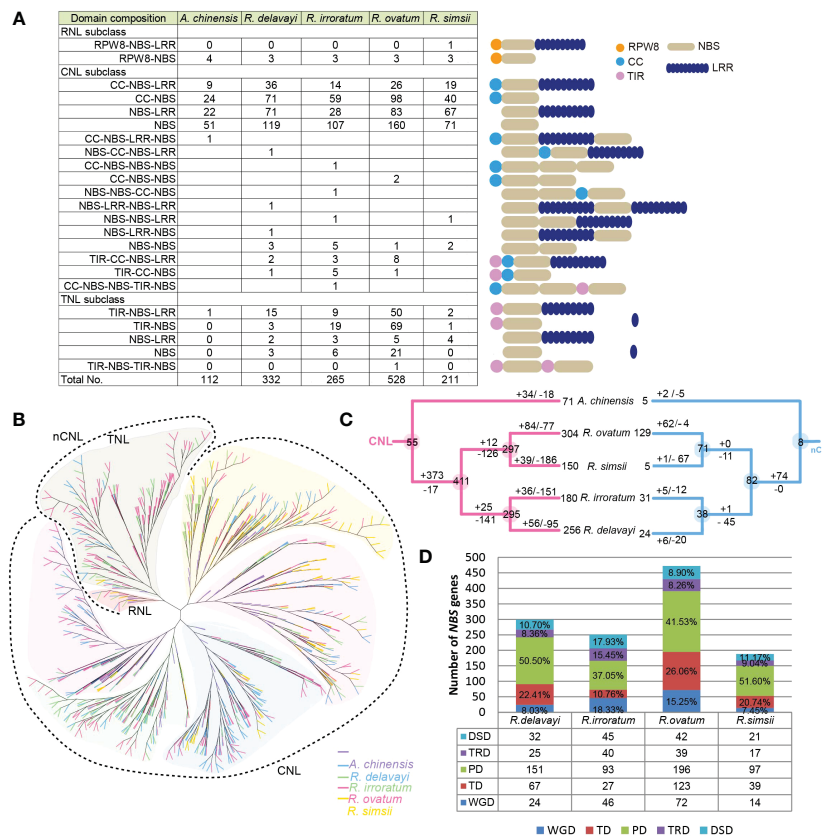 A
Domain composition A. chinensis R. delavayi R. irroratum R. ovatum R. simsii
RNL subclass
RPW8-NBS-LRR 0 0 0 0 1
RPW8-NBS 4 3 3 3 3
CNL subclass
CC-NBS-LRR 9 36 14 26 19
CC-NBS 24 71 59 98 40
NBS-LRR 22 71 28 83 67
NBS 51 119 107 160 71
CC-NBS-LRR-NBS 1
NBS-CC-NBS-LRR 1
CC-NBS-NBS-NBS 1
CC-NBS-NBS 2
NBS-NBS-CC-NBS 1
NBS-LRR-NBS-LRR 1
NBS-NBS-LRR 1 1
NBS-LRR-NBS 1
NBS-NBS 3 5 1 2
TIR-CC-NBS-LRR 2 3 8
TIR-CC-NBS 1 5 1
CC-NBS-NBS-TIR-NBS 1
TNL subclass
TIR-NBS-LRR 1 15 9 50 2
TIR-NBS 0 3 19 69 1
NBS-LRR 0 2 3 5 4
NBS 0 3 6 21 0
TIR-NBS-TIR-NBS 0 0 0 1 0
Total No. 112 332 265 528 211
RPW8 NBS
CC LRR
TIR
B
nCNL TNL
RNL
CNL
A. chinensis
R. delavayi
R. irroratum
R. ovatum
R. simsii
C
+34/ -18 71 A. chinensis 5 +2 /-5
+84/-77 304 R. ovatum 129 +62/-4
CNL 55 +12 -126 297 71 +0 -11 8 nC
+39/-186 150 R. simsii 5 +1/- 67
+373 -17 411 82 +74 -0
+36/-151 180 R. irroratum 31 +5/-12
+25 -141 295 38 +1 - 45
+56/-95 256 R. delavayi 24 +6/-20
D
Number of NBS genes
500
450
400
350
300
250
200
150
100
50
0
10.70% 8.36% 50.50% 22.41% 8.03%
17.93% 15.45% 37.05% 10.76% 18.33%
8.90% 8.26% 41.53% 26.06% 15.25%
11.17% 9.04% 51.60% 20.74% 7.45%
R.delavayi R.irroratum R.ovatum R.simsii
DSD 32 45 42 21
TRD 25 40 39 17
PD 151 93 196 97
TD 67 27 123 39
WGD 24 46 72 14
WGD TD PD TRD DSD